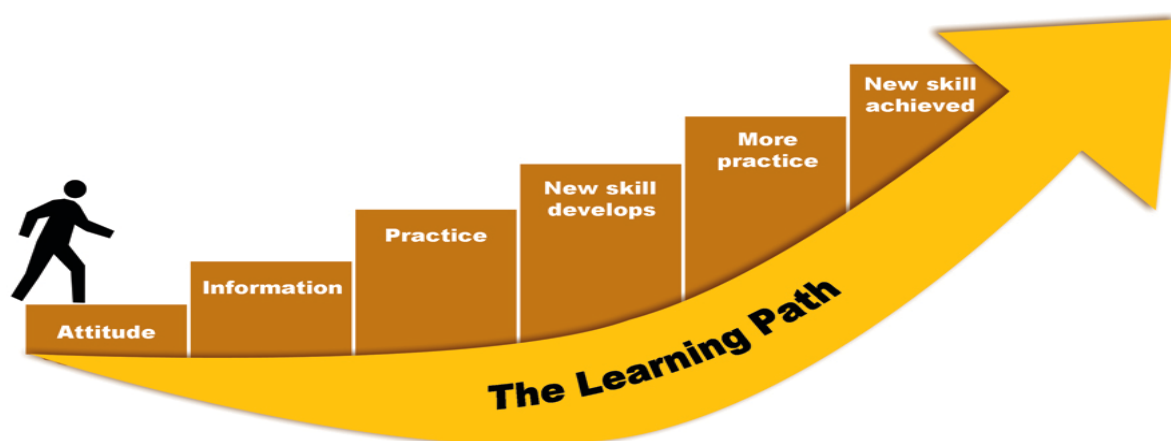 Attitude
Information
Practice
New skill
develops
More
practice
New skill
achieved
The Learning Path